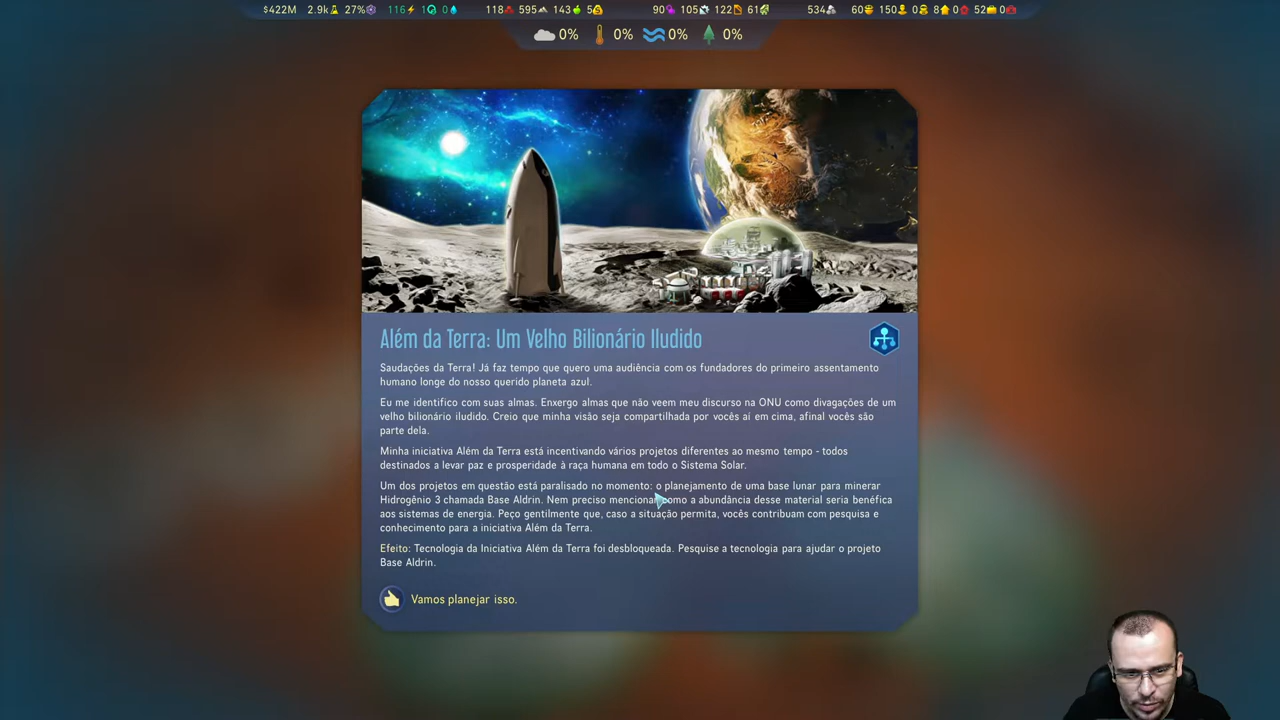 $422M 2.9k 27% 116 1 0 118 595 143 5 90 105 122 61 534 60 150 0 8 0 52 0
0% 0% 0% 0%
Além da Terra: Um Velho Bilionário Iludido
Saudações da Terra! Já faz tempo que quero uma audiência com os fundadores do primeiro assentamento
humano longe do nosso querido planeta azul.
Eu me identifico com suas almas. Enxergo almas que não veem meu discurso na ONU como divagações de um
velho bilionário iludido. Creio que minha visão seja compartilhada por vocês aí em cima, afinal vocês são
parte dela.
Minha iniciativa Além da Terra está incentivando vários projetos diferentes ao mesmo tempo - todos
destinados a levar paz e prosperidade à raça humana em todo o Sistema Solar.
Um dos projetos em questão está paralisado no momento: o planejamento de uma base lunar para minerar
Hidrogênio 3 chamada Base Aldrin. Nem preciso mencionar como a abundância desse material seria benéfica
aos sistemas de energia. Peço gentilmente que, caso a situação permita, vocês contribuam com pesquisa e
conhecimento para a iniciativa Além da Terra.
Efeito: Tecnologia da Iniciativa Além da Terra foi desbloqueada. Pesquise a tecnologia para ajudar o projeto
Base Aldrin.
Vamos planejar isso.